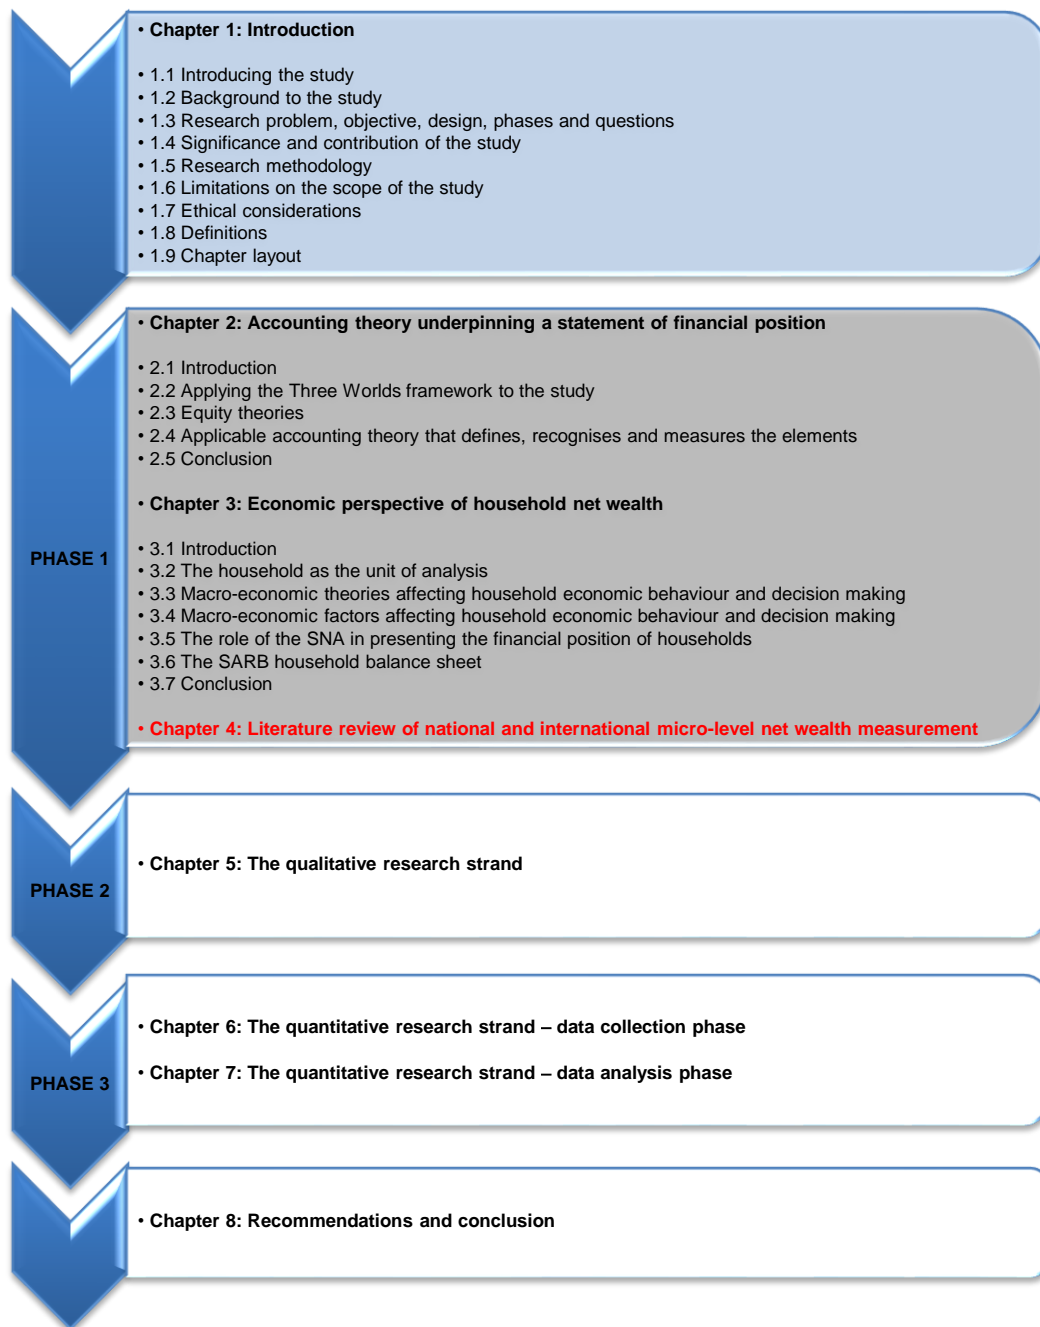 • Chapter 1: Introduction
• 1.1 Introducing the study
• 1.2 Background to the study
• 1.3 Research problem, objective, design, phases and questions
• 1.4 Significance and contribution of the study
• 1.5 Research methodology
• 1.6 Limitations on the scope of the study
• 1.7 Ethical considerations
• 1.8 Definitions
• 1.9 Chapter layout
PHASE 1
• Chapter 2: Accounting theory underpinning a statement of financial position
• 2.1 Introduction
• 2.2 Applying the Three Worlds framework to the study
• 2.3 Equity theories
• 2.4 Applicable accounting theory that defines, recognises and measures the elements
• 2.5 Conclusion
• Chapter 3: Economic perspective of household net wealth
• 3.1 Introduction
• 3.2 The household as the unit of analysis
• 3.3 Macro-economic theories affecting household economic behaviour and decision making
• 3.4 Macro-economic factors affecting household economic behaviour and decision making
• 3.5 The role of the SNA in presenting the financial position of households
• 3.6 The SARB household balance sheet
• 3.7 Conclusion
• Chapter 4: Literature review of national and international micro-level net wealth measurement
PHASE 2
• Chapter 5: The qualitative research strand
PHASE 3
• Chapter 6: The quantitative research strand – data collection phase
• Chapter 7: The quantitative research strand – data analysis phase
• Chapter 8: Recommendations and conclusion